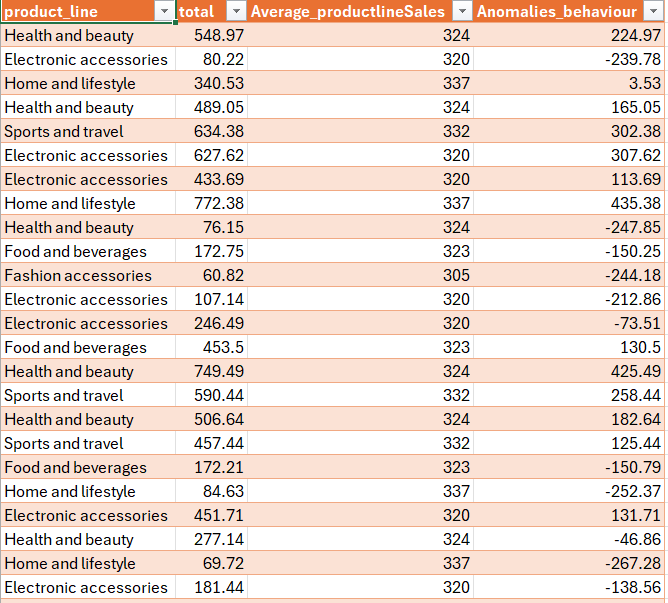 product_line total Average_productlineSales Anomalies_behaviour
Health and beauty 548.97 324 224.97
Electronic accessories 80.22 320 -239.78
Home and lifestyle 340.53 337 3.53
Health and beauty 489.05 324 165.05
Sports and travel 634.38 332 302.38
Electronic accessories 627.62 320 307.62
Electronic accessories 433.69 320 113.69
Home and lifestyle 772.38 337 435.38
Health and beauty 76.15 324 -247.85
Food and beverages 172.75 323 -150.25
Fashion accessories 60.82 305 -244.18
Electronic accessories 107.14 320 -212.86
Electronic accessories 246.49 320 -73.51
Food and beverages 453.5 323 130.5
Health and beauty 749.49 324 425.49
Sports and travel 590.44 332 258.44
Health and beauty 506.64 324 182.64
Sports and travel 457.44 332 125.44
Food and beverages 172.21 323 -150.79
Home and lifestyle 84.63 337 -252.37
Electronic accessories 451.71 320 131.71
Health and beauty 277.14 324 -46.86
Home and lifestyle 69.72 337 -267.28
Electronic accessories 181.44 320 -138.56